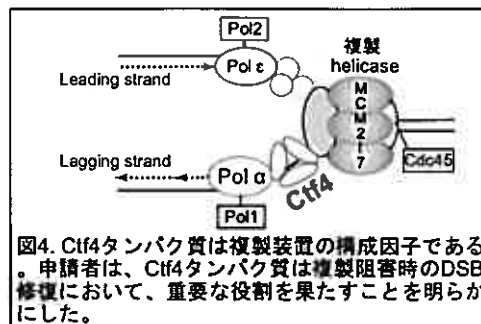 Pol2
Pol ε
複製
helicase
Leading strand
M
C
M
2
|
7
Cdc45
Lagging strand
Pol α
Ctf4
Pol1
図4. Ctf4タンパク質は複製装置の構成因子である
。申請者は、Ctf4タンパク質は複製阻害時のDSB
修復において、重要な役割を果たすことを明らか
にした。